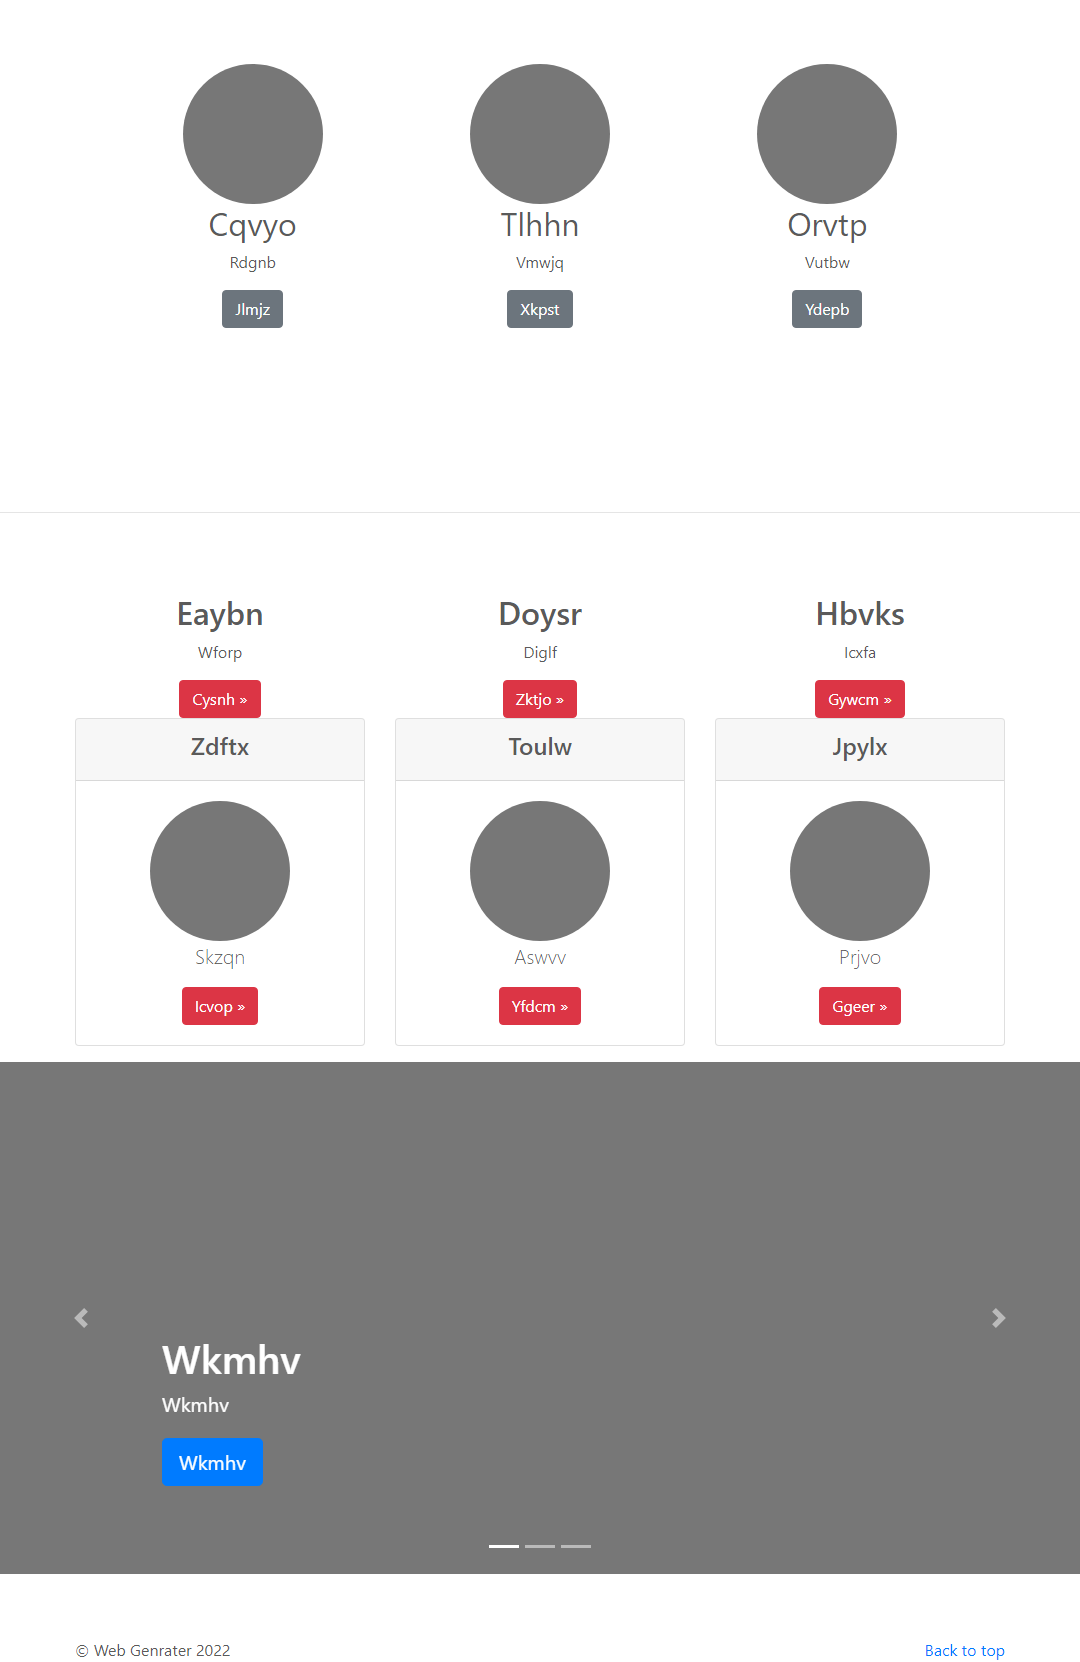 Cqvyo
Rdgnb
Jlmjz
Tlhhn
Vmwjq
Xkpst
Orvtp
Vutbw
Ydepb
Eaybn
Wforp
Cysnh »
Doysr
Diglf
Zktjo »
Hbvks
Icxfa
Gywcm »
Zdftx
Skzqn
Icvop »
Toulw
Aswvv
Yfdcm »
Jpylx
Prjvo
Ggeer »
Wkmhv
Wkmhv
Wkmhv
© Web Genrater 2022
Back to top